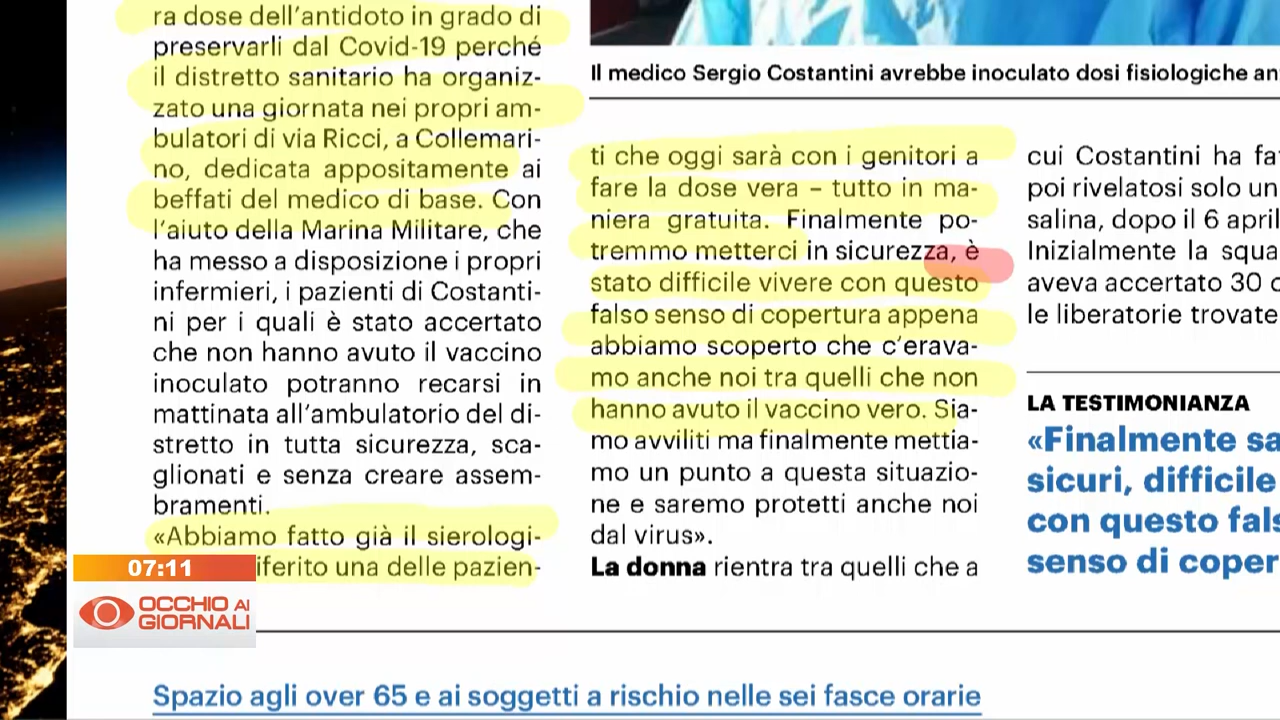 ra dose dell'antidoto in grado di
preservarli dal Covid-19 perché
il distretto sanitario ha organiz-
zato una giornata nei propri am-
bulatori di via Ricci, a Collemari-
no, dedicata appositamente ai
beffati del medico di base. Con
l'aiuto della Marina Militare, che
ha messo a disposizione i propri
infermieri, i pazienti di Costanti-
ni per i quali è stato accertato
che non hanno avuto il vaccino
inoculato potranno recarsi in
mattinata all'ambulatorio del di-
stretto in tutta sicurezza, sca-
glionati e senza creare assem-
bramenti.
«Abbiamo fatto già il sierologi-
iferito una delle pazien-
Il medico Sergio Costantini avrebbe inoculato dosi fisiologiche an
ti che oggi sarà con i genitori a
fare la dose vera – tutto in ma-
niera gratuita. Finalmente po-
tremmo metterci in sicurezza, è
stato difficile vivere con questo
falso senso di copertura appena
abbiamo scoperto che c'erava-
mo anche noi tra quelli che non
hanno avuto il vaccino vero. Sia-
mo avviliti ma finalmente mettia-
mo un punto a questa situazio-
ne e saremo protetti anche noi
dal virus».
La donna rientra tra quelli che a
cui Costantini ha fat
poi rivelatosi solo un
salina, dopo il 6 april
Inizialmente la squa
aveva accertato 30 c
le liberatorie trovate
LA TESTIMONIANZA
«Finalmente sa
sicuri, difficile
con questo fals
senso di coper
07:11
OCCHIO AI
GIORNALI
Spazio agli over 65 e ai soggetti a rischio nelle sei fasce orarie